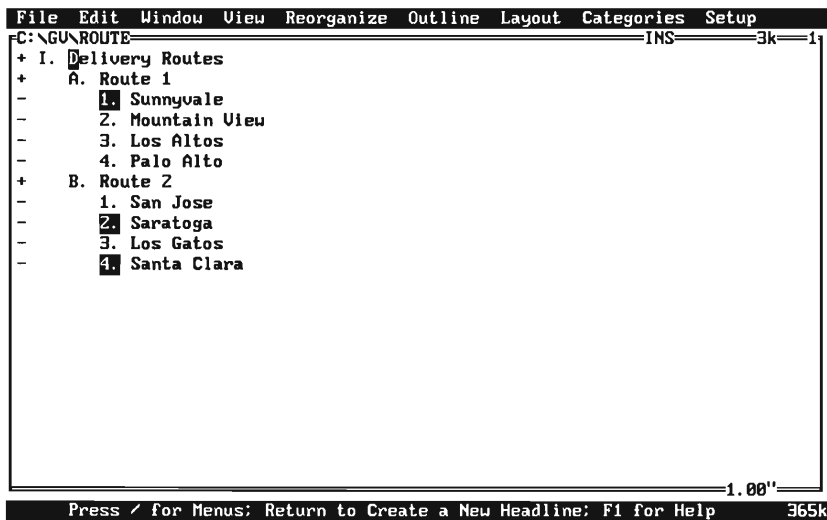 File Edit Window View Reorganize Outline Layout Categories Setup
C:\GV\ROUTE INS 3k 1
+ I. Delivery Routes
+ A. Route 1
- 1. Sunnyvale
- 2. Mountain View
- 3. Los Altos
- 4. Palo Alto
+ B. Route 2
- 1. San Jose
- 2. Saratoga
- 3. Los Gatos
- 4. Santa Clara
1.00"
Press / for Menus; Return to Create a New Headline; F1 for Help 365k